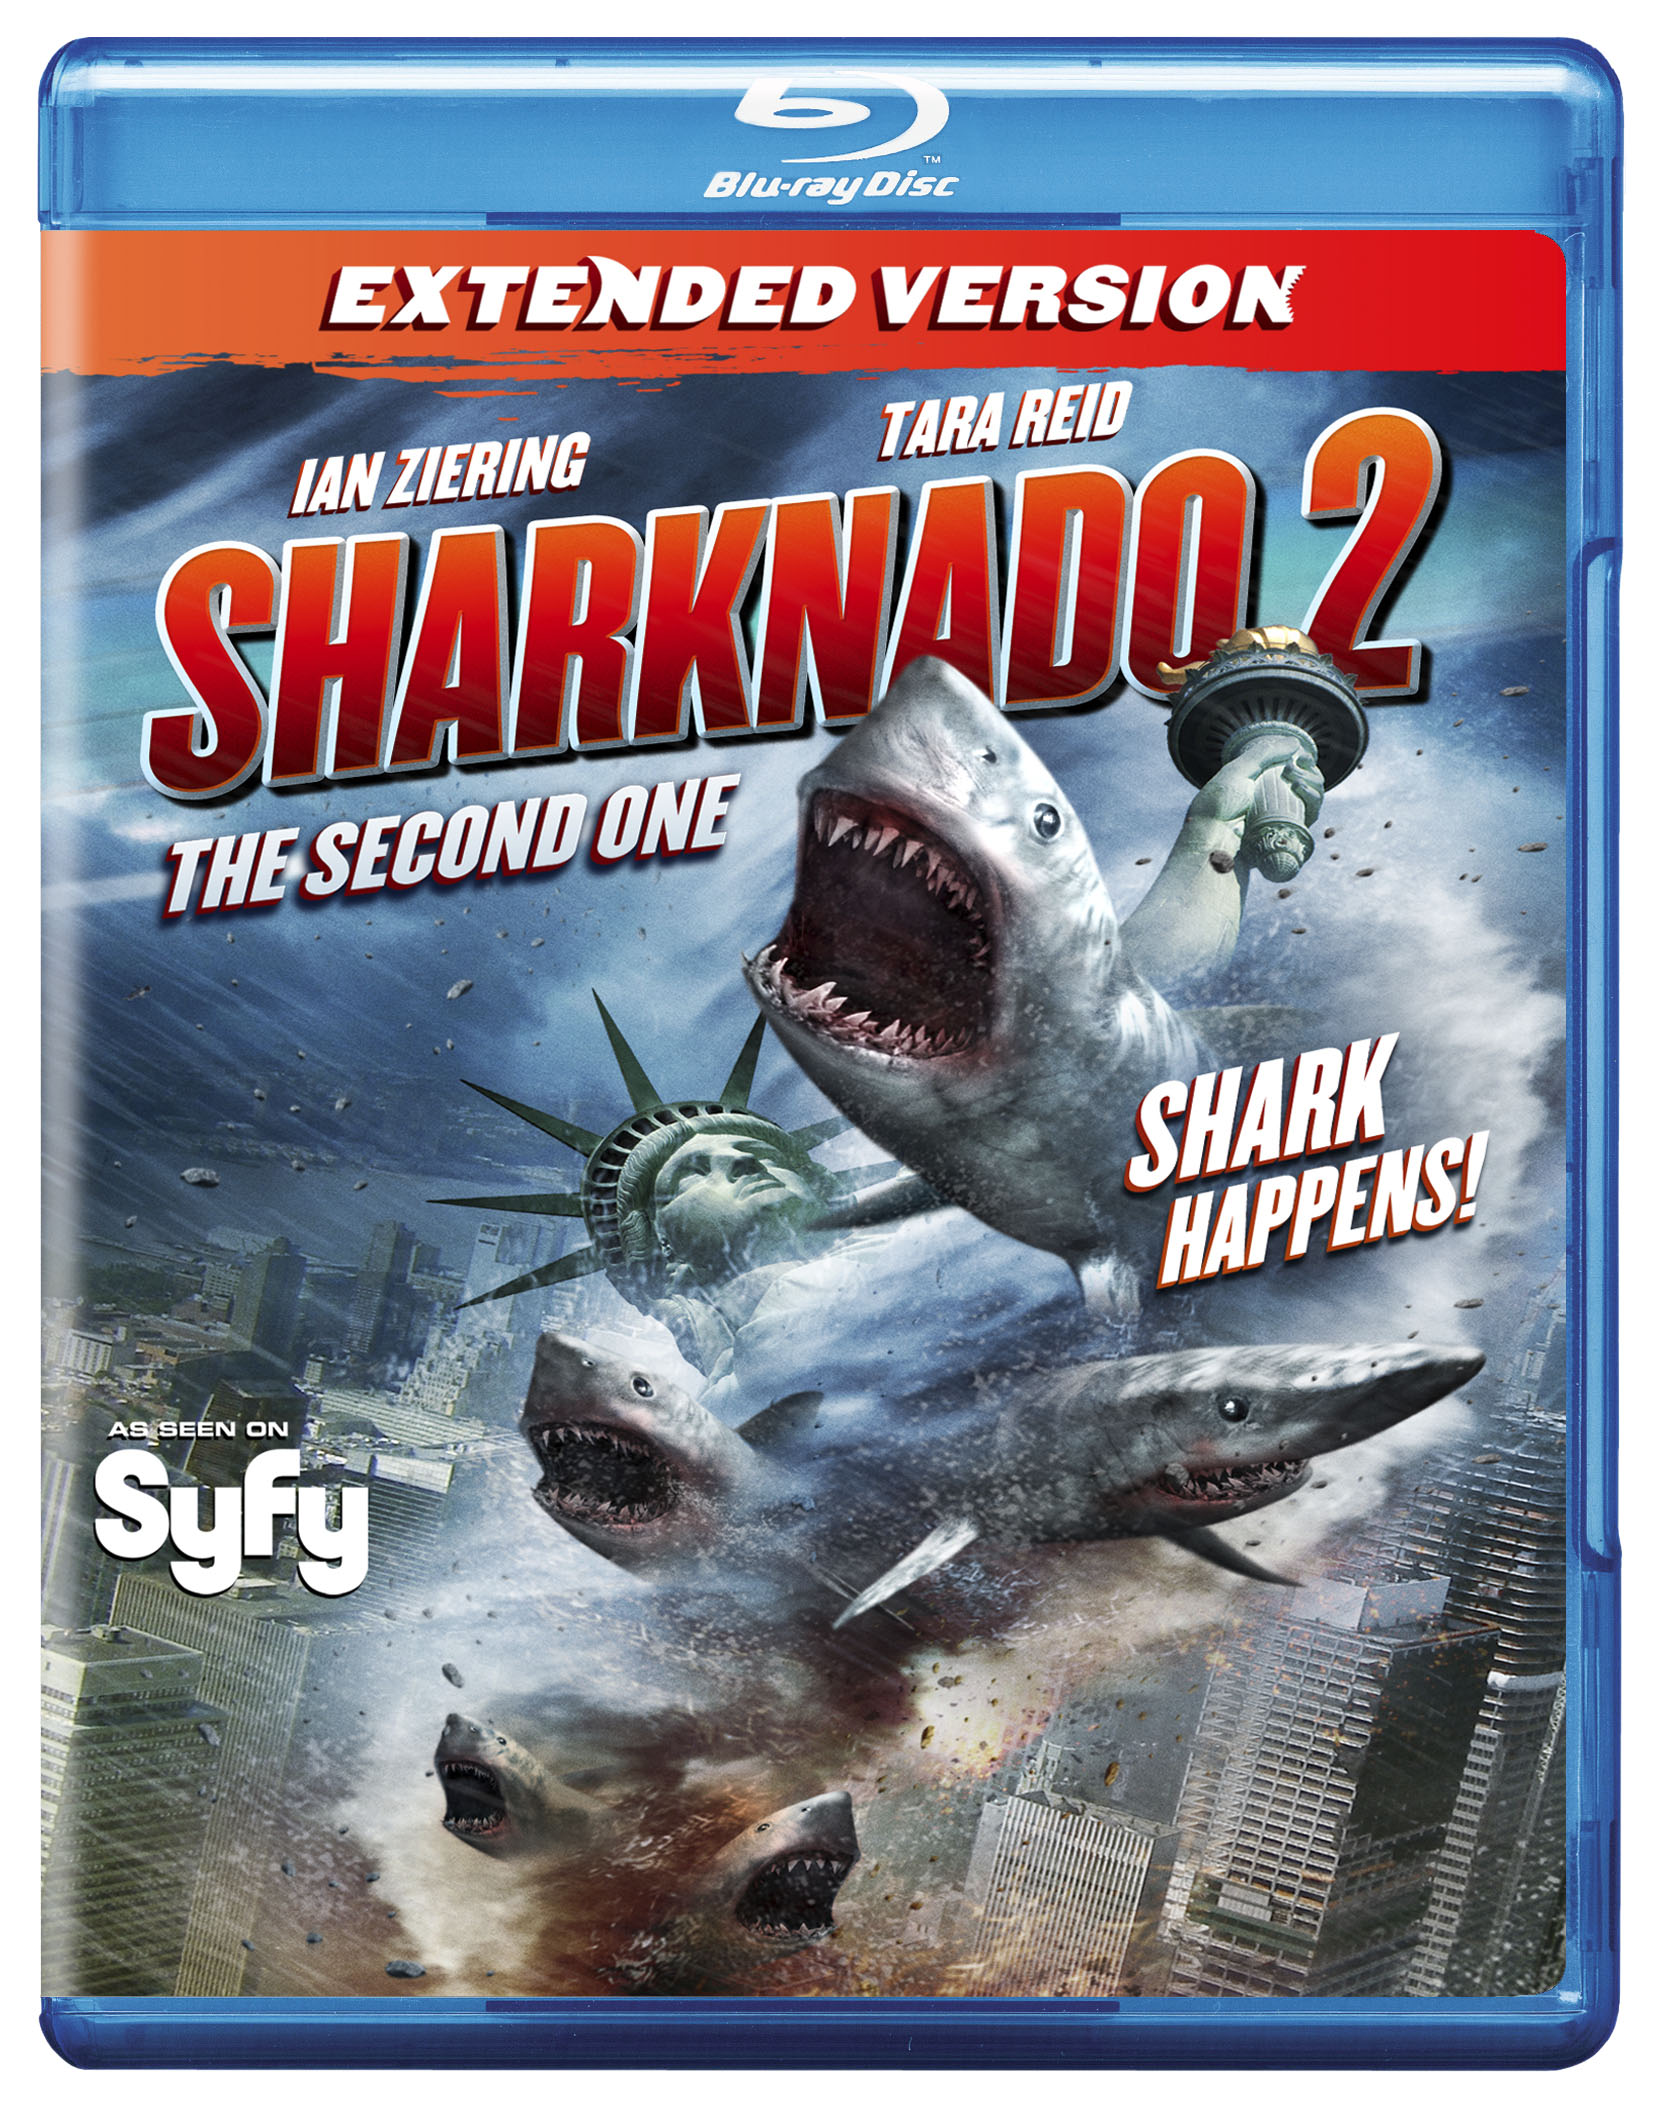 Blu-ray Disc™
EXTENDED VERSION
IAN ZIERING
TARA REID
SHARKNADO 2
THE SECOND ONE
SHARK
HAPPENS!
AS SEEN ON
Syfy